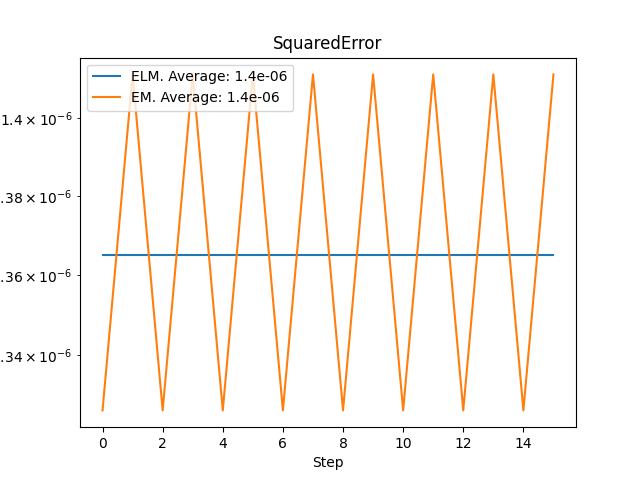 SquaredError
ELM. Average: 1.4e-06
EM. Average: 1.4e-06
1.4 × 10⁻⁶
.38 × 10⁻⁶
.36 × 10⁻⁶
.34 × 10⁻⁶
0 2 4 6 8 10 12 14
Step